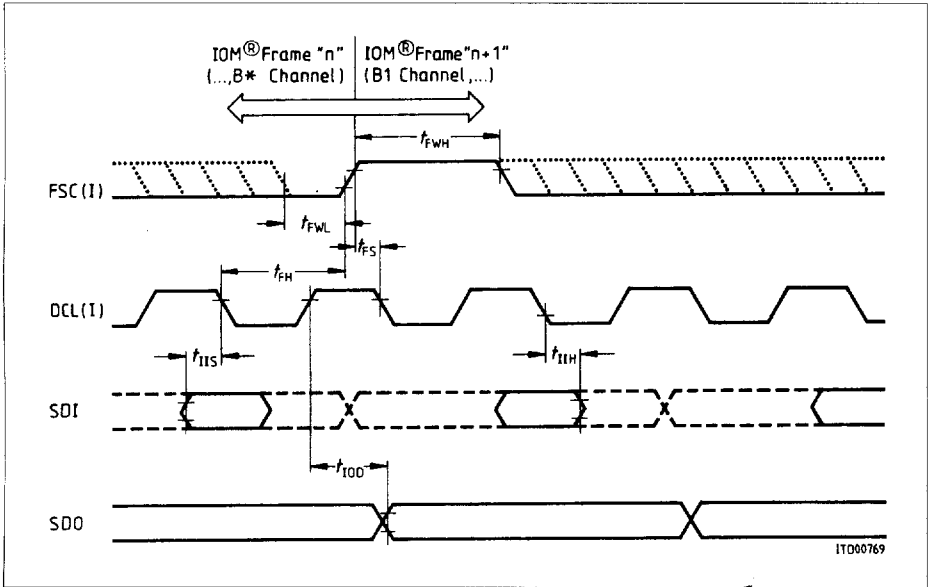 IOM® Frame "n"
(...,B* Channel)
IOM® Frame "n+1"
(B1 Channel,...)
tFWH
FSC(I)
tFWL
tFS
tFH
DCL(I)
tIIS
tIIH
SDI
tIOD
SDO
ITD00769